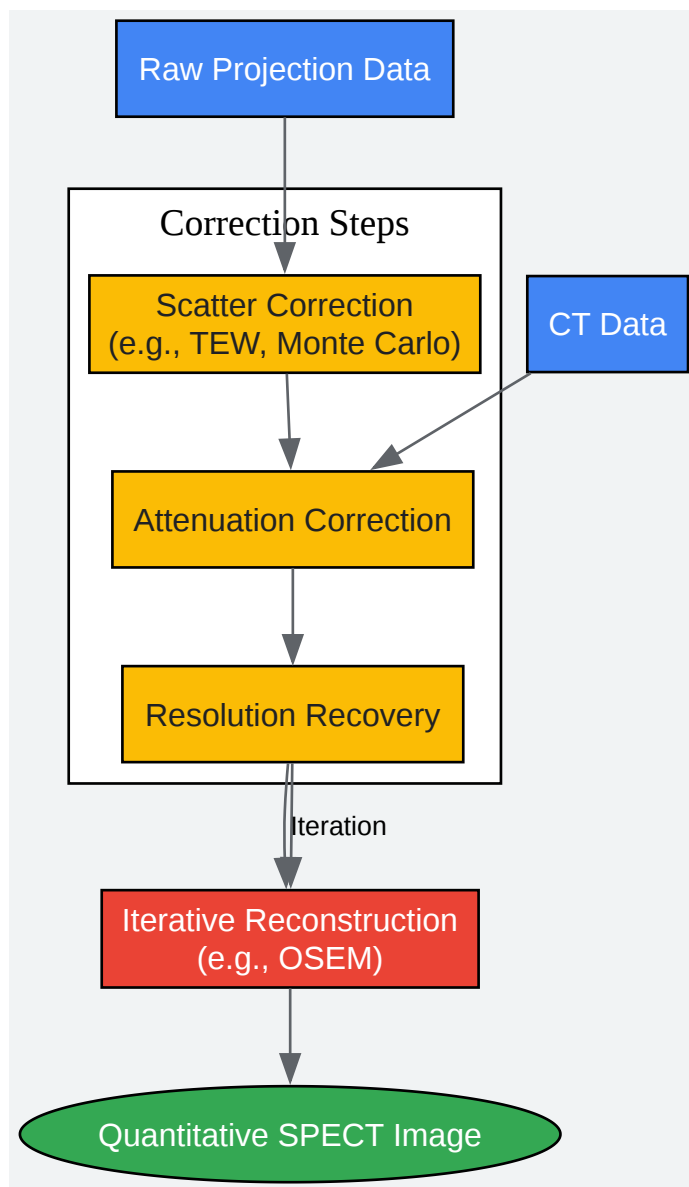 Raw Projection Data
Correction Steps
Scatter Correction
(e.g., TEW, Monte Carlo)
CT Data
Attenuation Correction
Resolution Recovery
Iteration
Iterative Reconstruction
(e.g., OSEM)
Quantitative SPECT Image